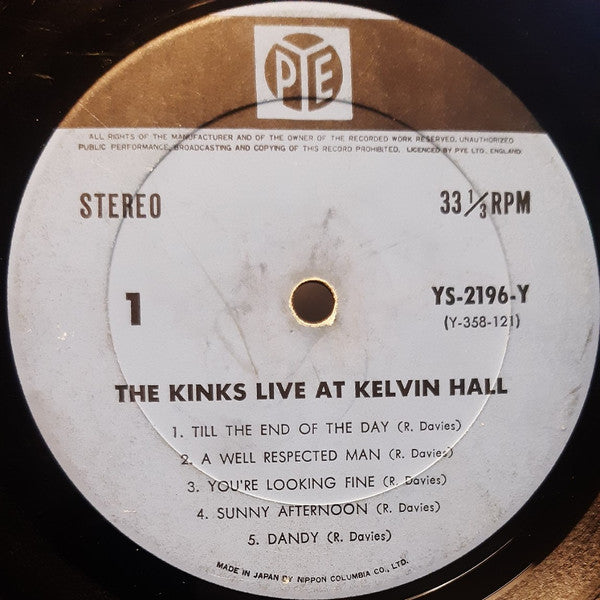 PYE
ALL RIGHTS OF THE MANUFACTURER AND OF THE OWNER OF THE RECORDED WORK RESERVED. UNAUTHORIZED
PUBLIC PERFORMANCE, BROADCASTING AND COPYING OF THIS RECORD PROHIBITED. LICENCED BY PYE LTD., ENGLAND
STEREO
33 1/3 RPM
1
YS-2196-Y
(Y-358-121)
THE KINKS LIVE AT KELVIN HALL
1. TILL THE END OF THE DAY (R. Davies)
2. A WELL RESPECTED MAN (R. Davies)
3. YOU'RE LOOKING FINE (R. Davies)
4. SUNNY AFTERNOON (R. Davies)
5. DANDY (R. Davies)
MADE IN JAPAN BY NIPPON COLUMBIA CO., LTD.